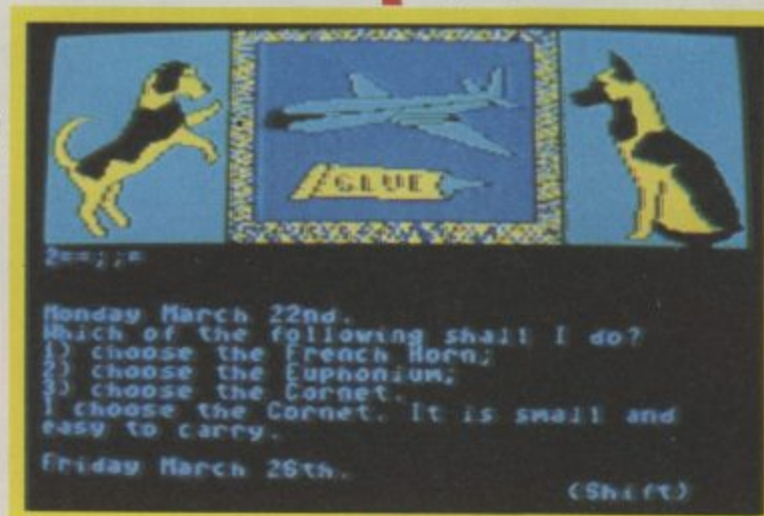 GLUE
2==;;=
Monday March 22nd.
Which of the following shall I do?
1) choose the French Horn;
2) choose the Euphonium;
3) choose the Cornet.
I choose the Cornet. It is small and
easy to carry.
Friday March 26th.
(Shift)